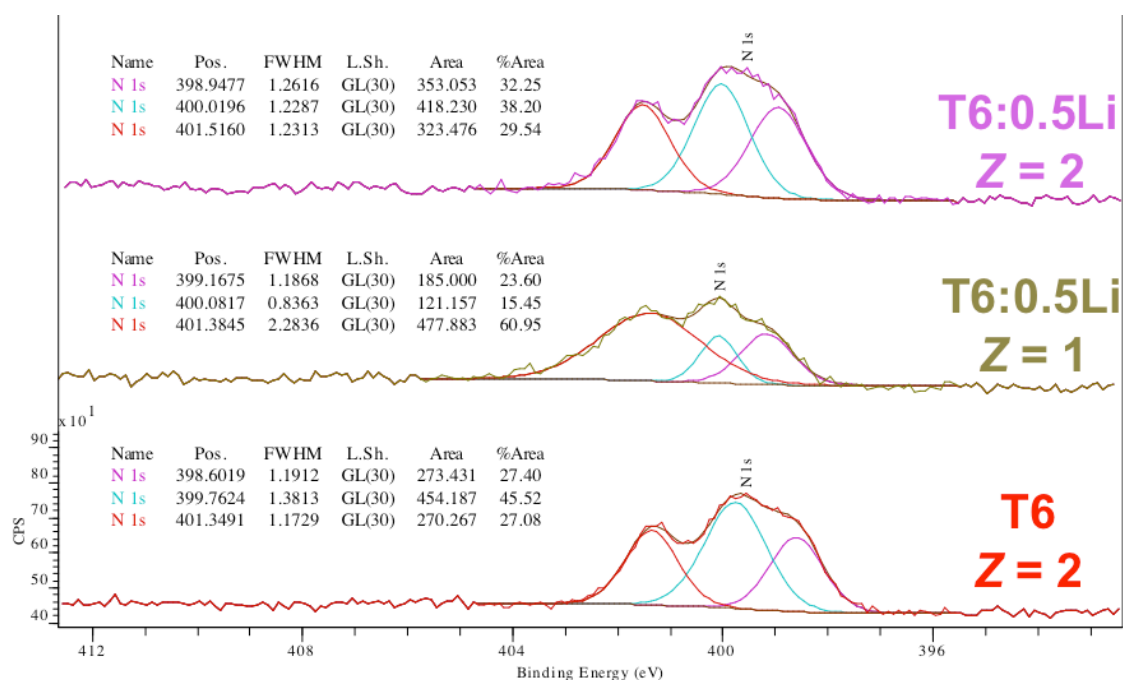 Name Pos. FWHM L.Sh. Area %Area
N 1s 398.9477 1.2616 GL(30) 353.053 32.25
N 1s 400.0196 1.2287 GL(30) 418.230 38.20
N 1s 401.5160 1.2313 GL(30) 323.476 29.54
N 1s
T6:0.5Li
Z = 2
Name Pos. FWHM L.Sh. Area %Area
N 1s 399.1675 1.1868 GL(30) 185.000 23.60
N 1s 400.0817 0.8363 GL(30) 121.157 15.45
N 1s 401.3845 2.2836 GL(30) 477.883 60.95
N 1s
T6:0.5Li
Z = 1
x 10^1
Name Pos. FWHM L.Sh. Area %Area
N 1s 398.6019 1.1912 GL(30) 273.431 27.40
N 1s 399.7624 1.3813 GL(30) 454.187 45.52
N 1s 401.3491 1.1729 GL(30) 270.267 27.08
N 1s
T6
Z = 2
90
80
70
60
50
40
CPS
412 408 404 400 396
Binding Energy (eV)